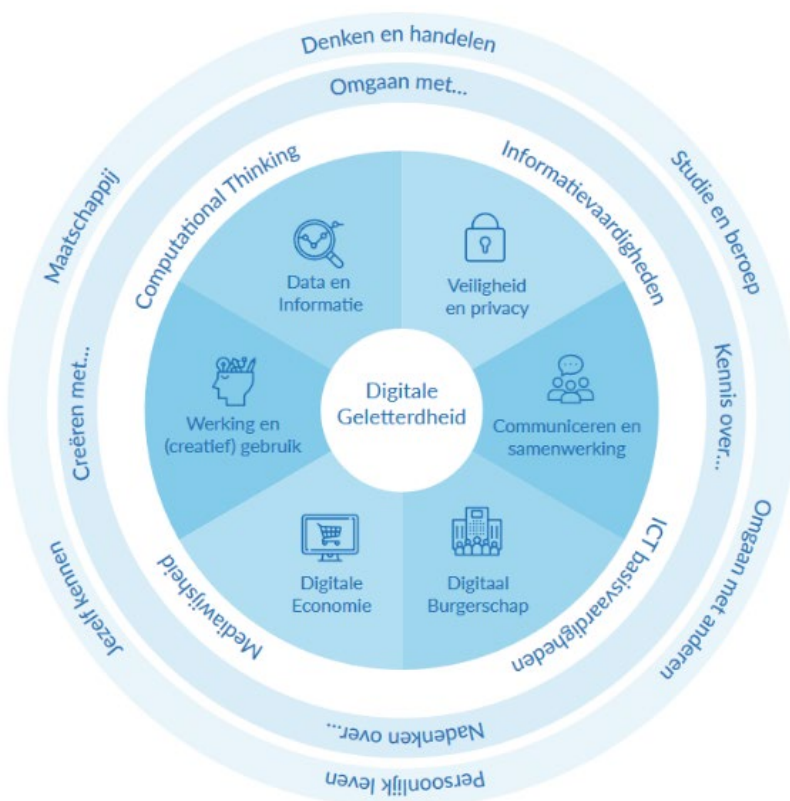 Denken en handelen
Omgaan met...
Computational Thinking
Informatievaardigheden
Maatschappij
Studie en beroep
Data en
Informatie
Veiligheid
en privacy
Digitale
Geletterdheid
Werking en
(creatief) gebruik
Communiceren en
samenwerking
Creëren met...
Kennis over...
Digitale
Economie
Digitaal
Burgerschap
Mediawijsheid
ICT basisvaardigheden
Jezelf kennen
Omgaan met anderen
Nadenken over...
Persoonlijk leven